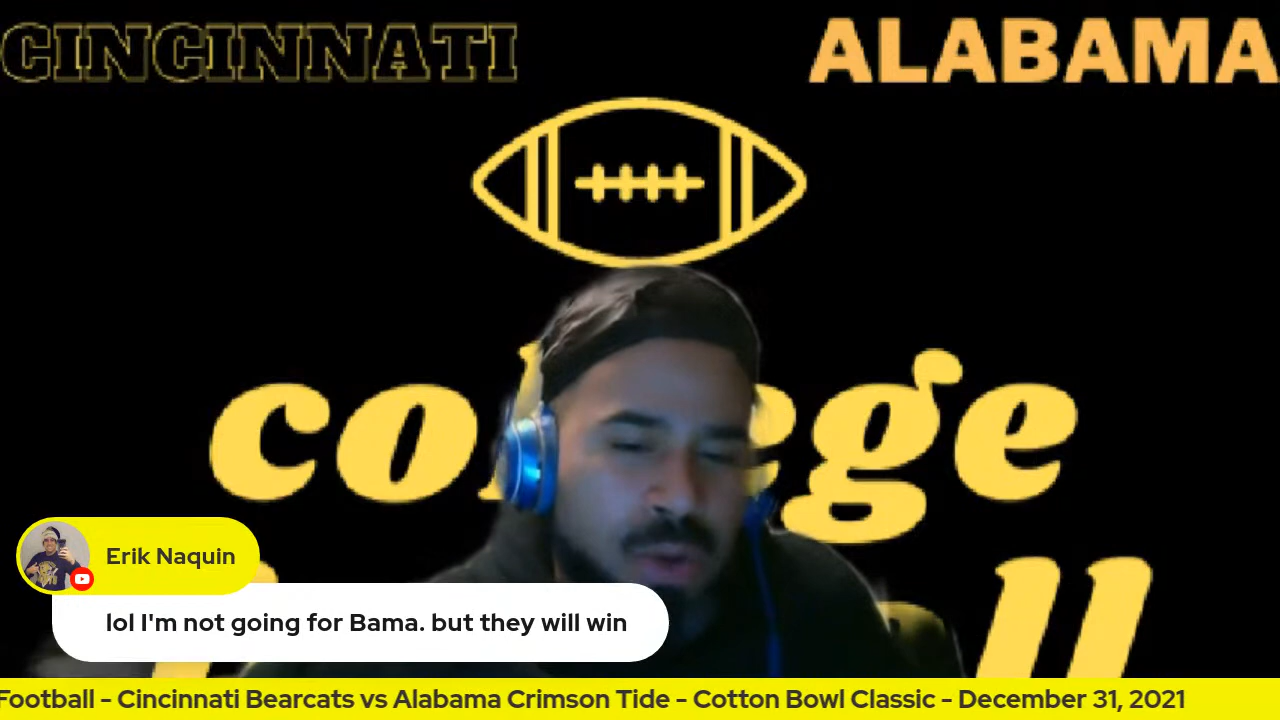 CINCINNATI
ALABAMA
ege
Erik Naquin
lol I'm not going for Bama. but they will win
Football - Cincinnati Bearcats vs Alabama Crimson Tide - Cotton Bowl Classic - December 31, 2021